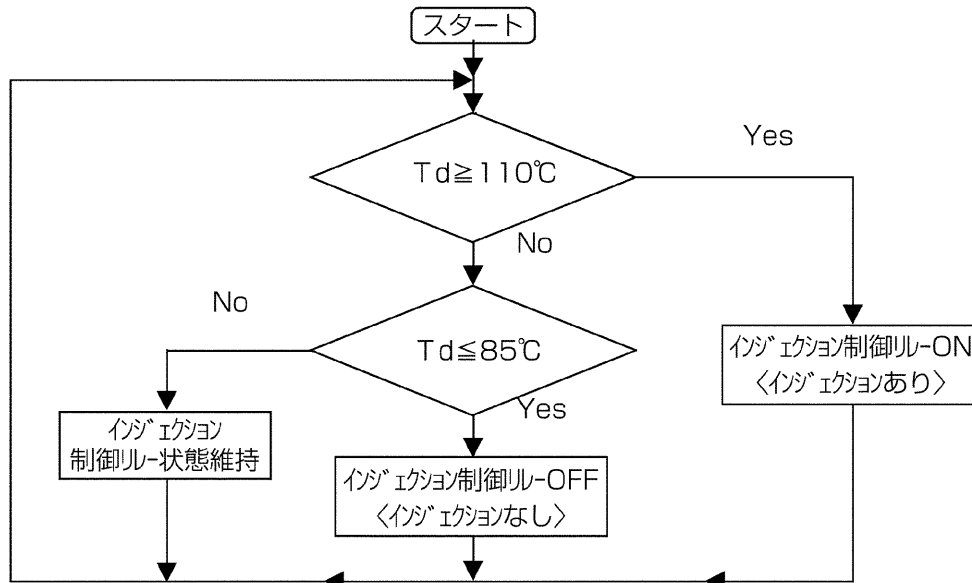 スタート
Yes
Td≧110℃
No
No
Td≦85℃
Yes
インジェクション制御リレーON
〈インジェクションあり〉
インジェクション
制御リレー状態維持
インジェクション制御リレーOFF
〈インジェクションなし〉